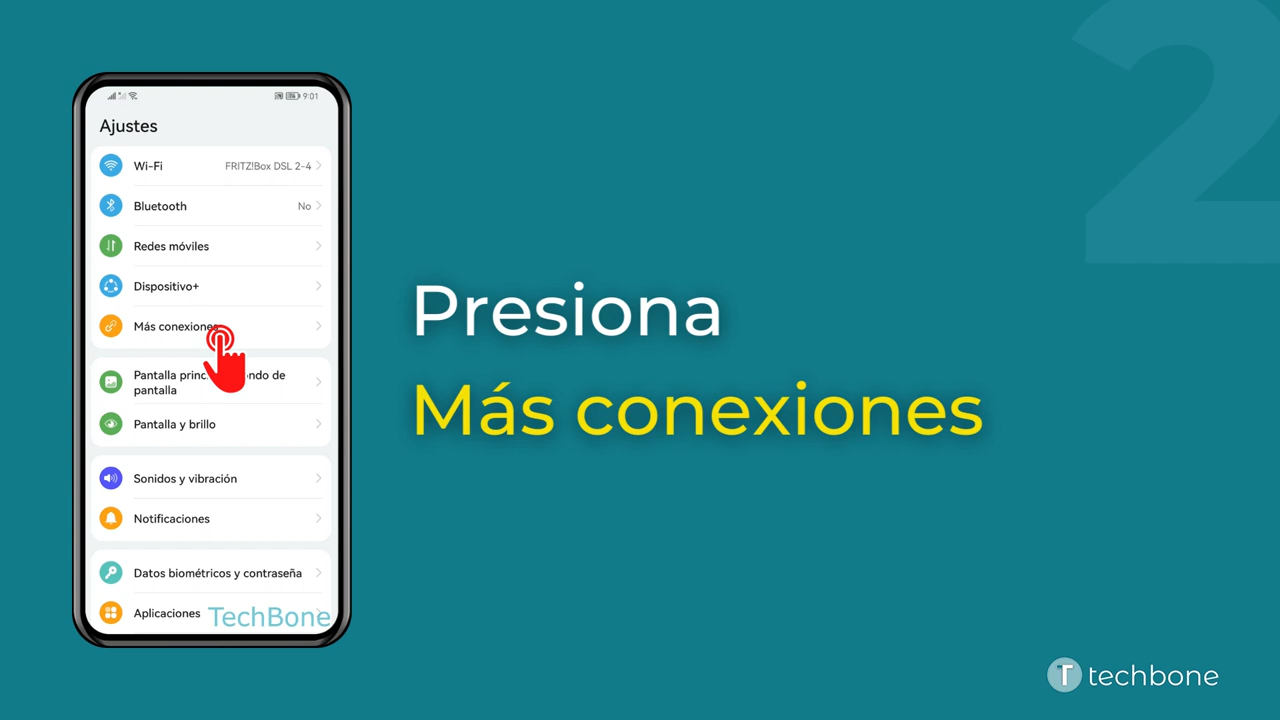 2
9:01
Ajustes
Wi-Fi FRITZ!Box DSL 2-4
Bluetooth No
Redes móviles
Dispositivo+
Más conexiones
Pantalla princ ondo de
pantalla
Pantalla y brillo
Sonidos y vibración
Notificaciones
Datos biométricos y contraseña
Aplicaciones
TechBone
Presiona
Más conexiones
T techbone